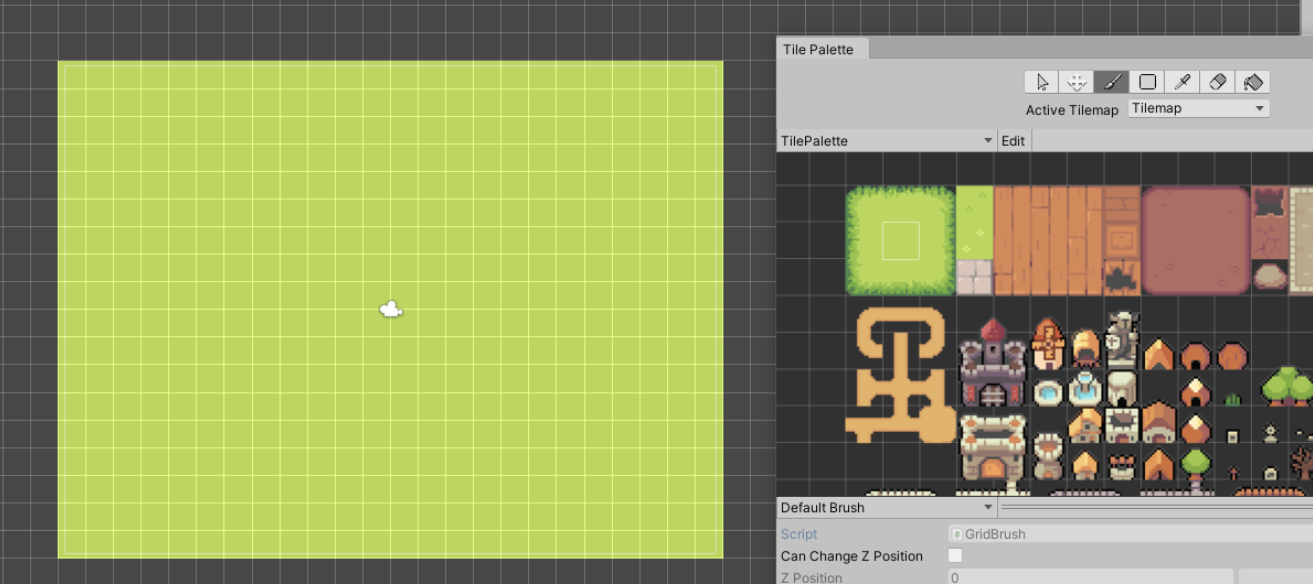 Tile Palette
Active Tilemap Tilemap
TilePalette Edit
Default Brush
Script GridBrush
Can Change Z Position
Z Position 0